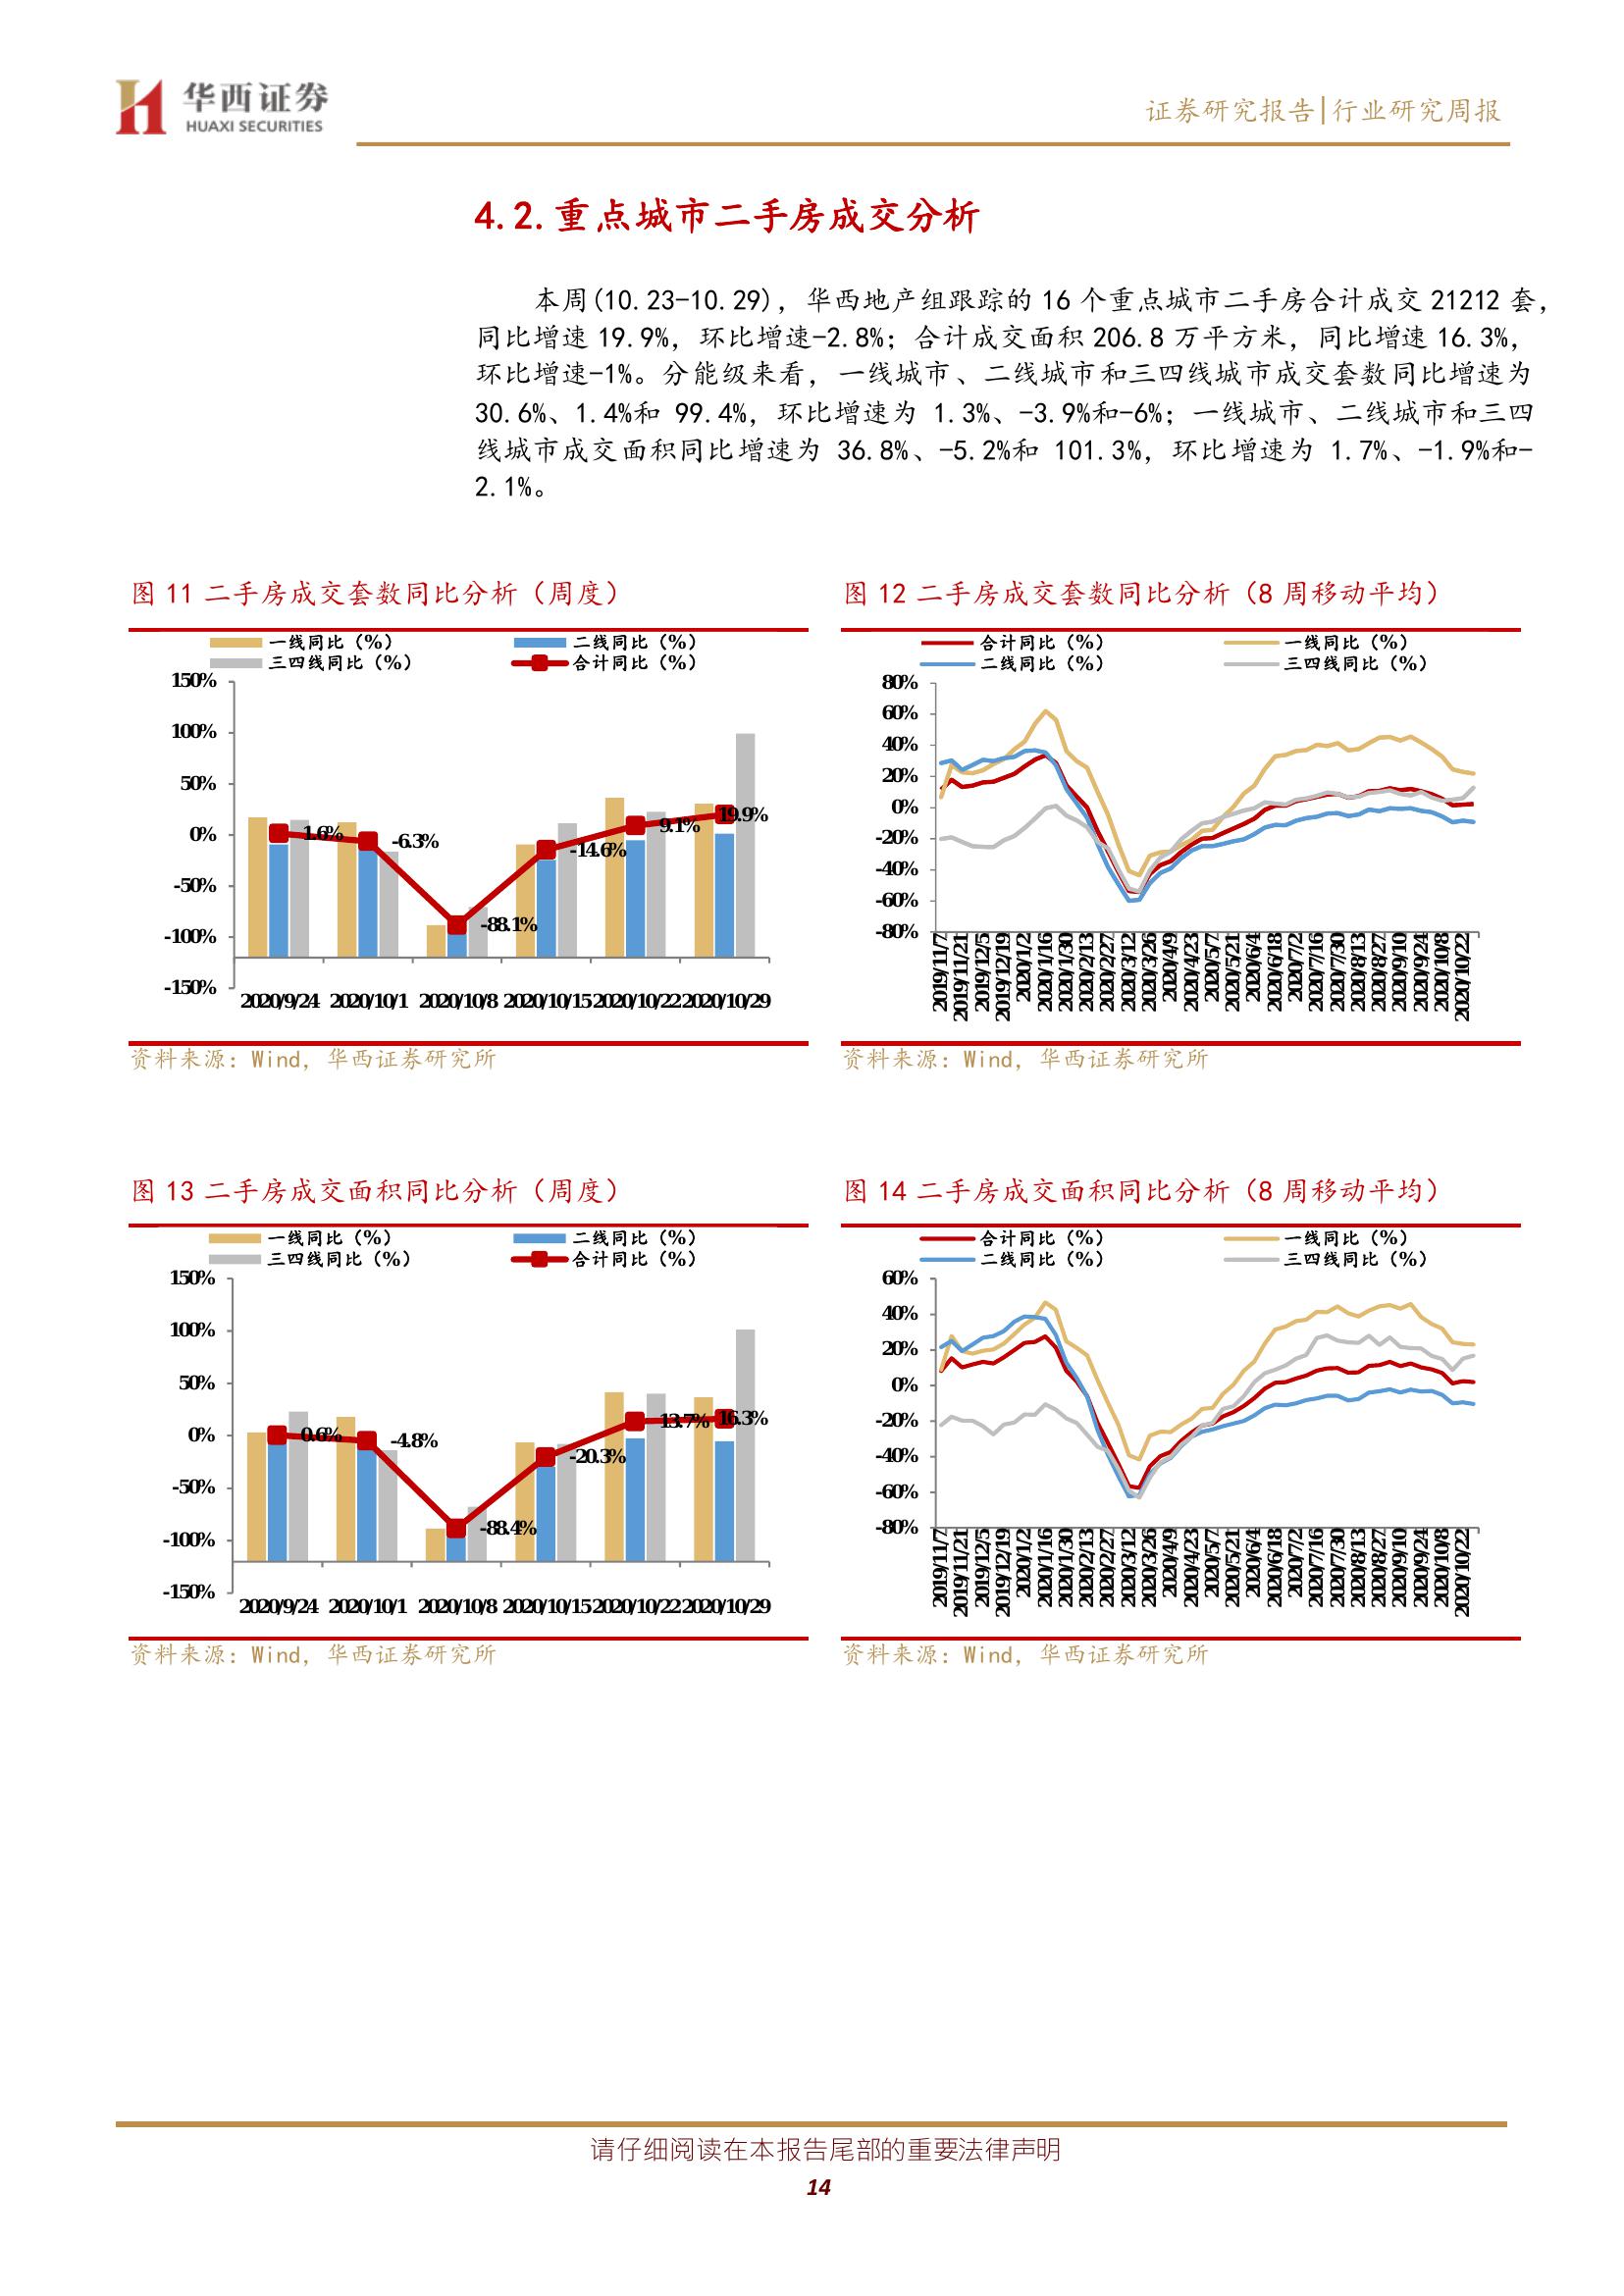 华西证券
HUAXI SECURITIES
证券研究报告|行业研究周报
4.2.重点城市二手房成交分析
本周(10.23-10.29)，华西地产组跟踪的 16 个重点城市二手房合计成交 21212 套，
同比增速 19.9%，环比增速-2.8%；合计成交面积 206.8 万平方米，同比增速 16.3%，
环比增速-1%。分能级来看，一线城市、二线城市和三四线城市成交套数同比增速为
30.6%、1.4%和 99.4%，环比增速为 1.3%、-3.9%和-6%；一线城市、二线城市和三四
线城市成交面积同比增速为 36.8%、-5.2%和 101.3%，环比增速为 1.7%、-1.9%和-
2.1%。
图 11 二手房成交套数同比分析（周度）
一线同比（%）
二线同比（%）
三四线同比（%）
合计同比（%）
150%
100%
50%
0%
-50%
-100%
-150%
1.6%
-6.3%
-88.1%
-14.6%
9.1%
19.9%
2020/9/24 2020/10/1 2020/10/8 2020/10/15 2020/10/22 2020/10/29
资料来源：Wind，华西证券研究所
图 12 二手房成交套数同比分析（8 周移动平均）
合计同比（%）
一线同比（%）
二线同比（%）
三四线同比（%）
80%
60%
40%
20%
0%
-20%
-40%
-60%
-80%
2019/11/7
2019/11/21
2019/12/5
2019/12/19
2020/1/2
2020/1/16
2020/1/30
2020/2/13
2020/2/27
2020/3/12
2020/3/26
2020/4/9
2020/4/23
2020/5/7
2020/5/21
2020/6/4
2020/6/18
2020/7/2
2020/7/16
2020/7/30
2020/8/13
2020/8/27
2020/9/10
2020/9/24
2020/10/8
2020/10/22
资料来源：Wind，华西证券研究所
图 13 二手房成交面积同比分析（周度）
一线同比（%）
二线同比（%）
三四线同比（%）
合计同比（%）
150%
100%
50%
0%
-50%
-100%
-150%
0.6%
-4.8%
-88.4%
-20.3%
13.7%
16.3%
2020/9/24 2020/10/1 2020/10/8 2020/10/15 2020/10/22 2020/10/29
资料来源：Wind，华西证券研究所
图 14 二手房成交面积同比分析（8 周移动平均）
合计同比（%）
一线同比（%）
二线同比（%）
三四线同比（%）
60%
40%
20%
0%
-20%
-40%
-60%
-80%
2019/11/7
2019/11/21
2019/12/5
2019/12/19
2020/1/2
2020/1/16
2020/1/30
2020/2/13
2020/2/27
2020/3/12
2020/3/26
2020/4/9
2020/4/23
2020/5/7
2020/5/21
2020/6/4
2020/6/18
2020/7/2
2020/7/16
2020/7/30
2020/8/13
2020/8/27
2020/9/10
2020/9/24
2020/10/8
2020/10/22
资料来源：Wind，华西证券研究所
请仔细阅读在本报告尾部的重要法律声明
14